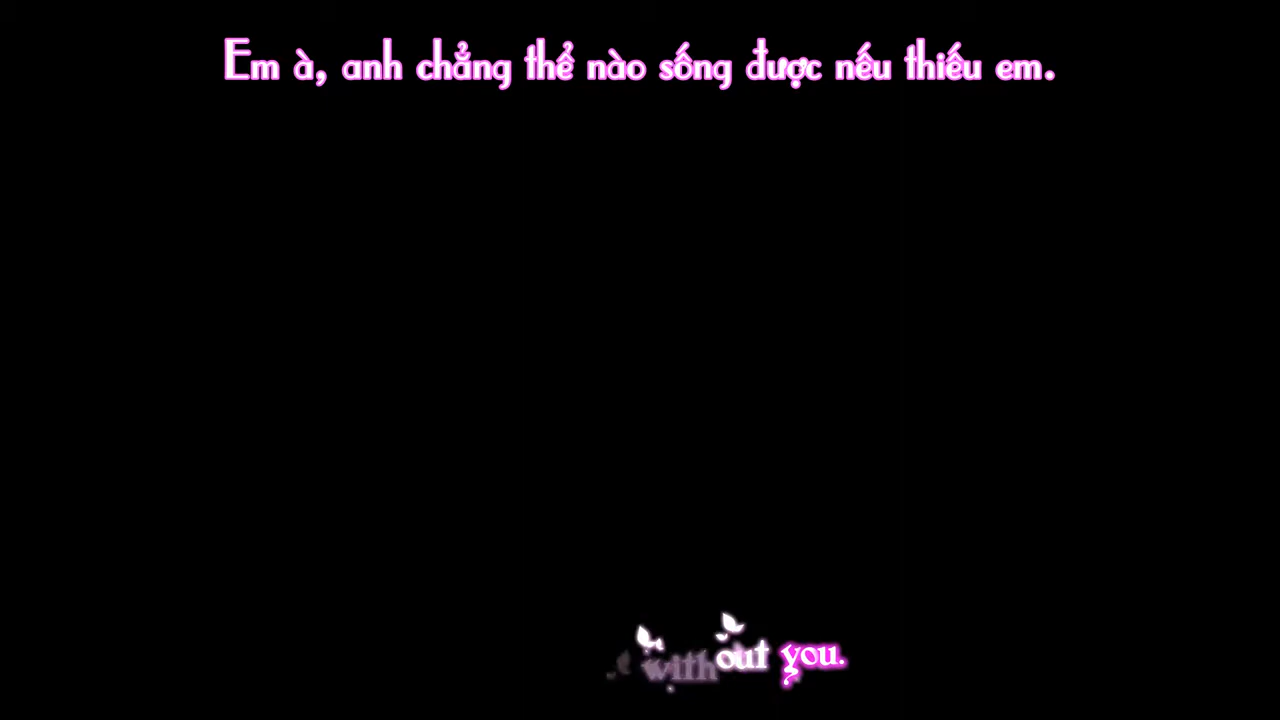 Em à, anh chẳng thể nào sống được nếu thiếu em.
without you.